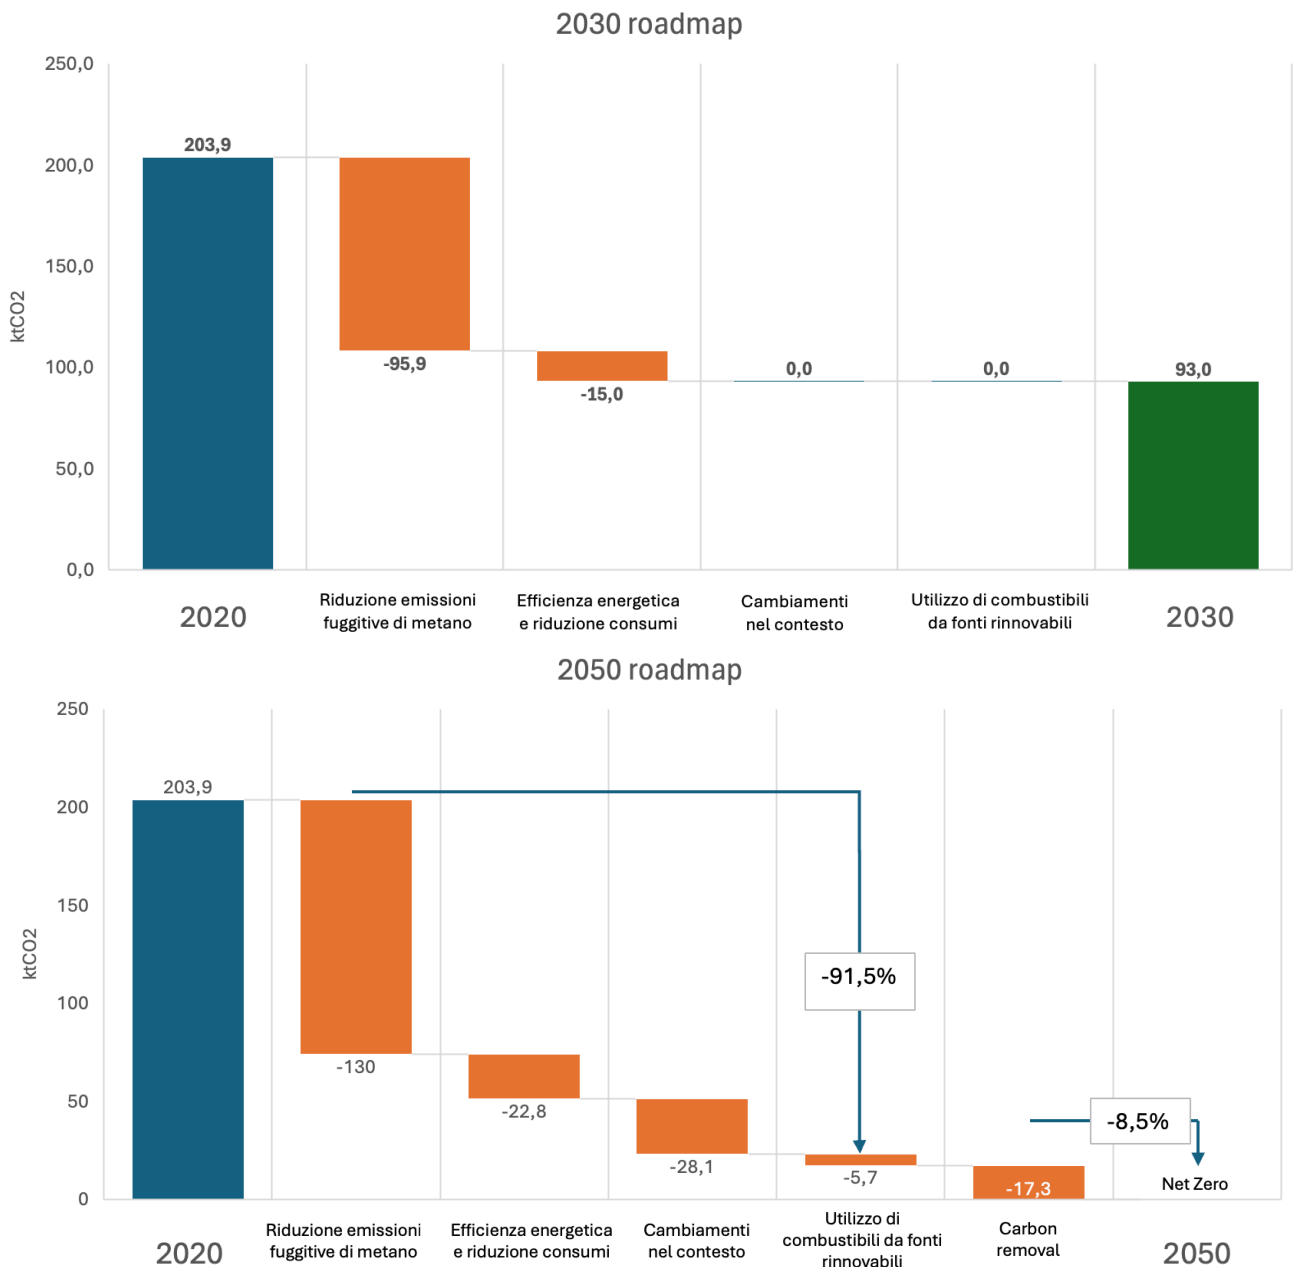 2030 roadmap
250,0
200,0
150,0
100,0
50,0
0,0
ktCO2
203,9
-95,9
-15,0
0,0
0,0
93,0
2020
Riduzione emissioni
fuggitive di metano
Efficienza energetica
e riduzione consumi
Cambiamenti
nel contesto
Utilizzo di combustibili
da fonti rinnovabili
2030
2050 roadmap
250
200
150
100
50
0
ktCO2
203,9
-130
-22,8
-28,1
-5,7
-17,3
-91,5%
-8,5%
Net Zero
2020
Riduzione emissioni
fuggitive di metano
Efficienza energetica
e riduzione consumi
Cambiamenti
nel contesto
Utilizzo di
combustibili da fonti
rinnovabili
Carbon
removal
2050